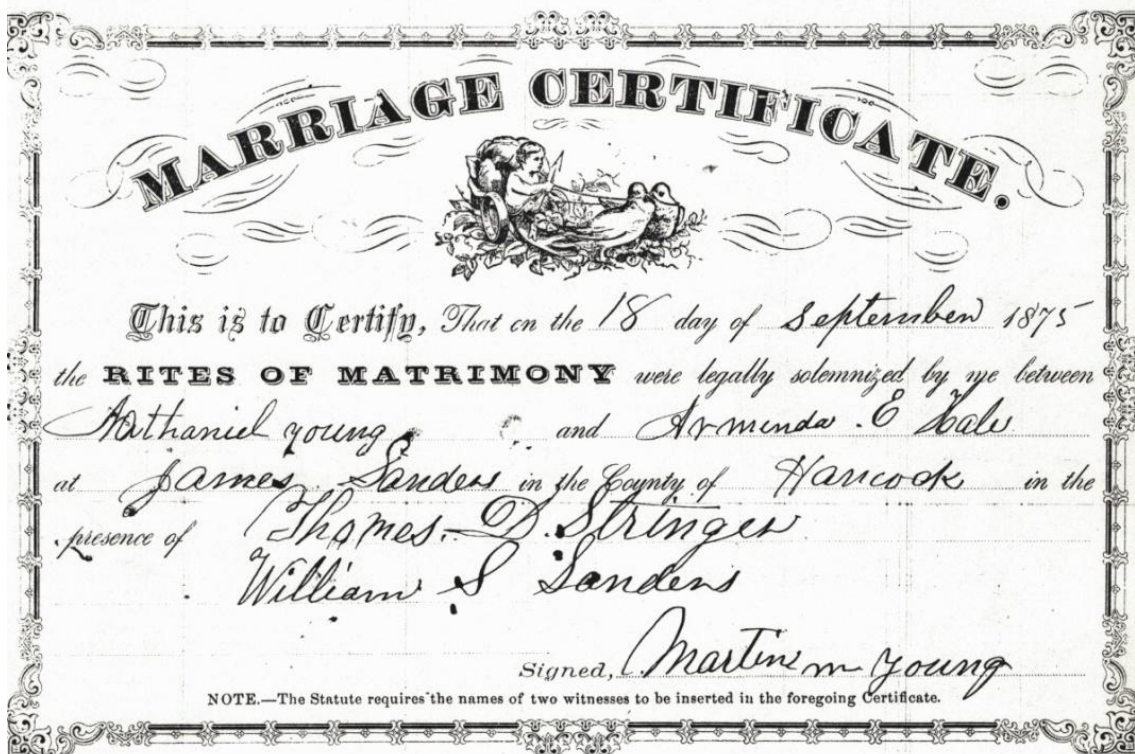 MARRIAGE CERTIFICATE.
This is to Certify, That on the 18 day of September 1875
the RITES OF MATRIMONY were legally solemnized by me between
Nathaniel Young and Arminda E Hale
at James Sanders in the County of Hancock in the
presence of Thomes. D. Stringer
William S Sanders
Signed, Martin M Young
NOTE.—The Statute requires the names of two witnesses to be inserted in the foregoing Certificate.